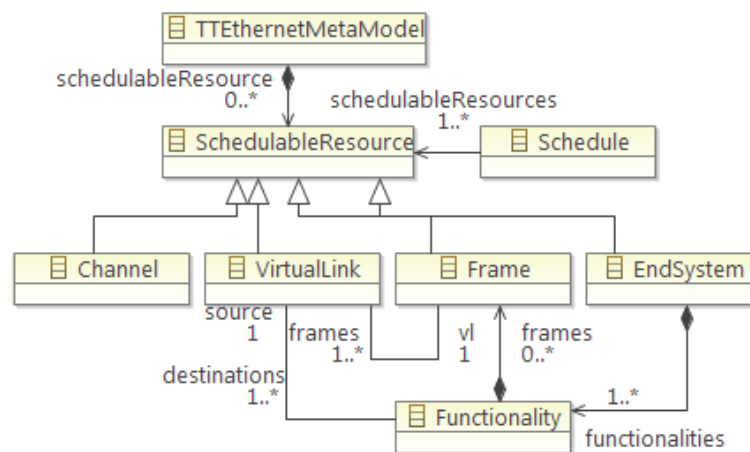 TTEthernetMetaModel
schedulableResource
0..*
schedulableResources
1..*
SchedulableResource
Schedule
Channel
VirtualLink
Frame
EndSystem
source
1
frames
1..*
vl
1
frames
0..*
destinations
1..*
1..*
Functionality
functionalities